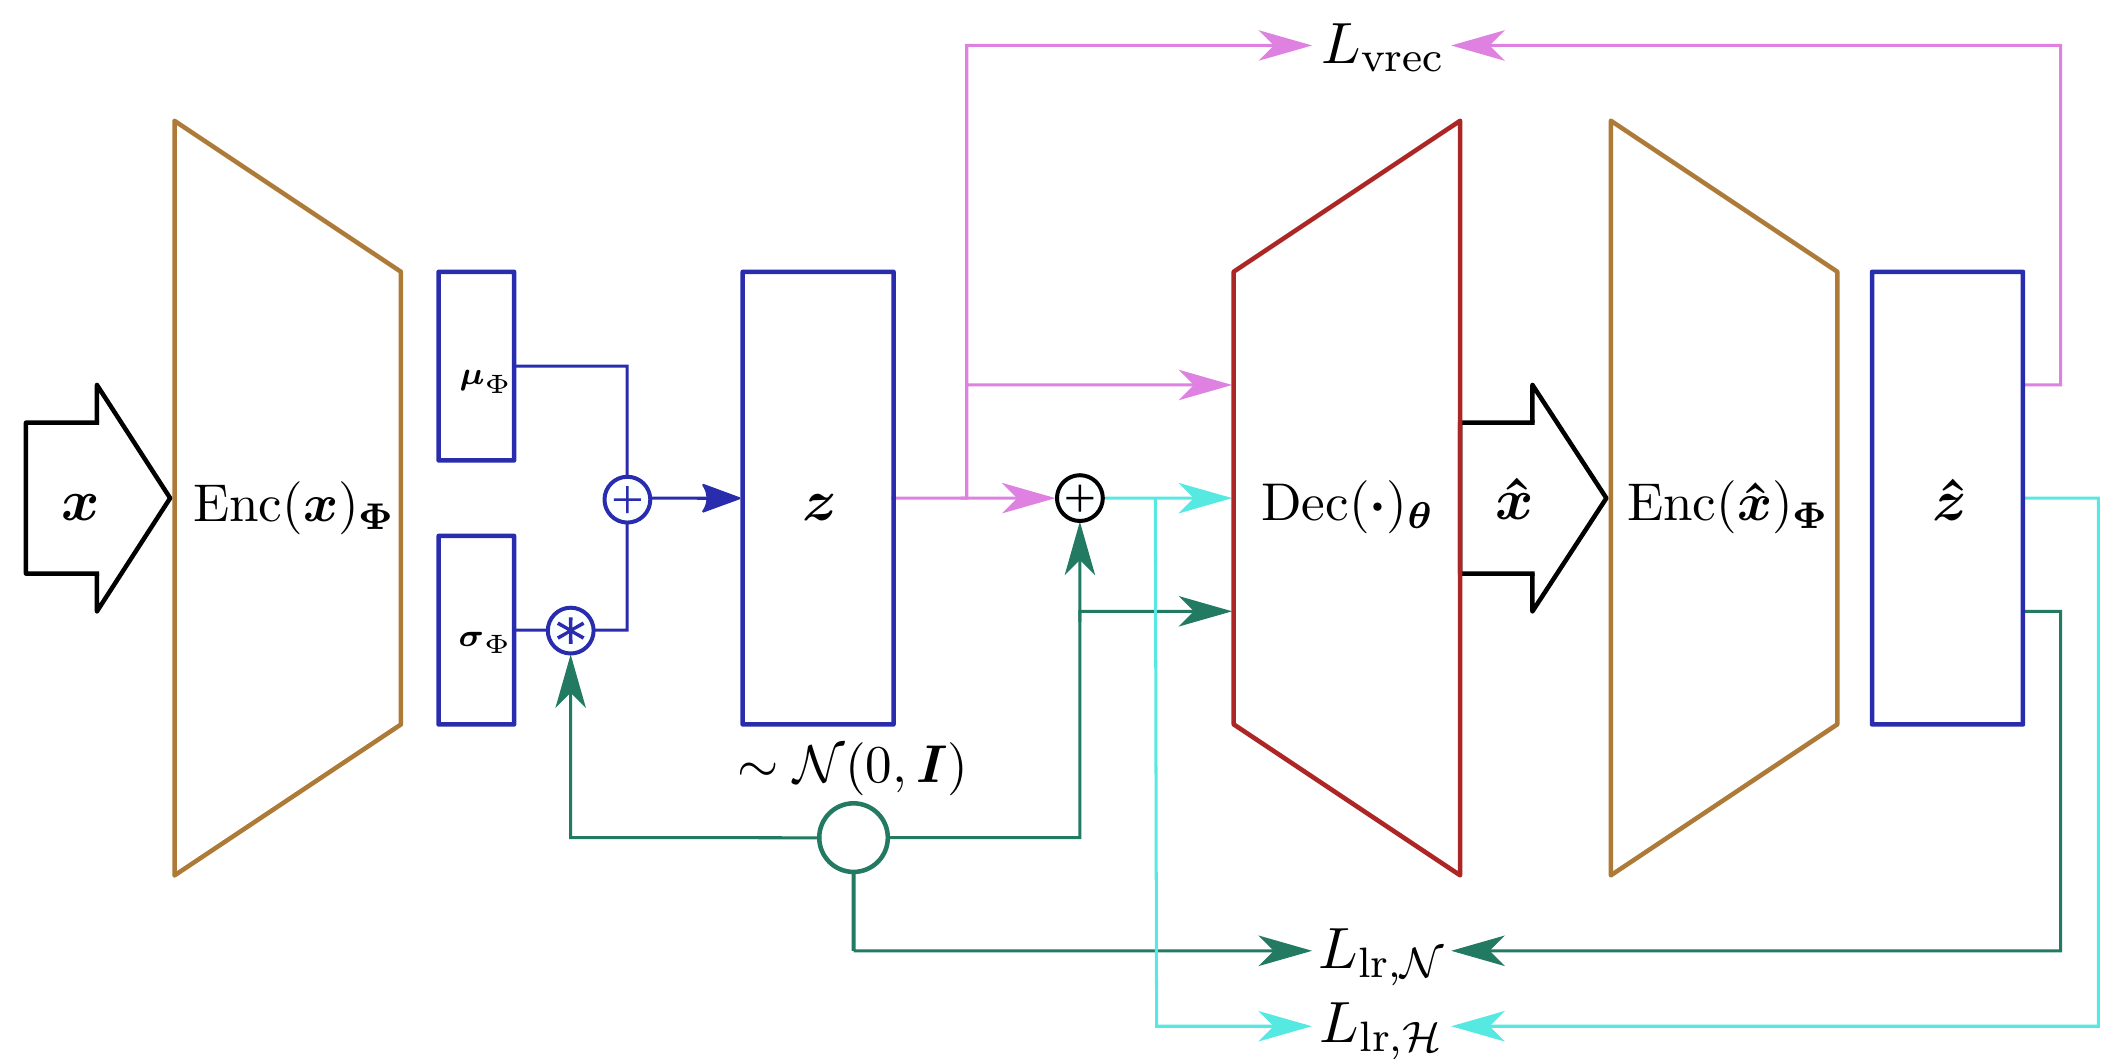 L_vrec
μ_Φ
x
Enc(x)_Φ
+
z
+
Dec(·)_θ
x̂
Enc(x̂)_Φ
ẑ
σ_Φ
*
∼ 𝒩(0, I)
L_lr,𝒩
L_lr,ℋ